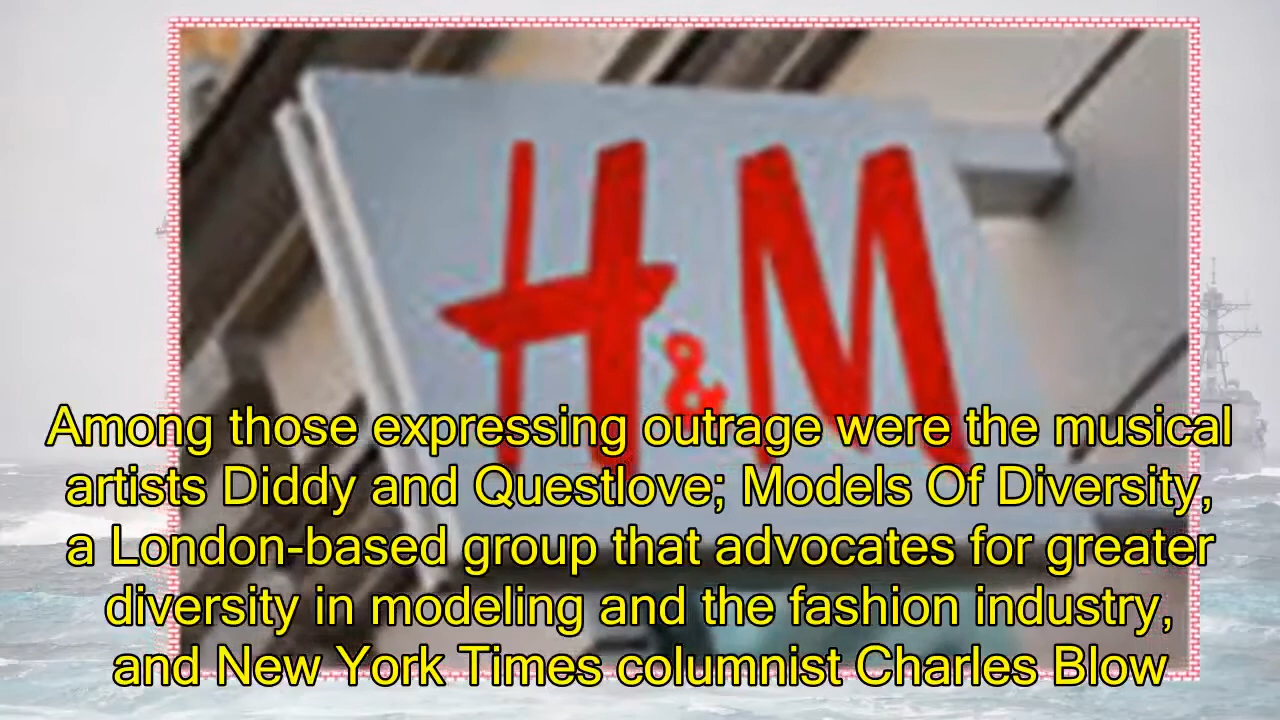 H&M
Among those expressing outrage were the musical
artists Diddy and Questlove; Models Of Diversity,
a London-based group that advocates for greater
diversity in modeling and the fashion industry,
and New York Times columnist Charles Blow